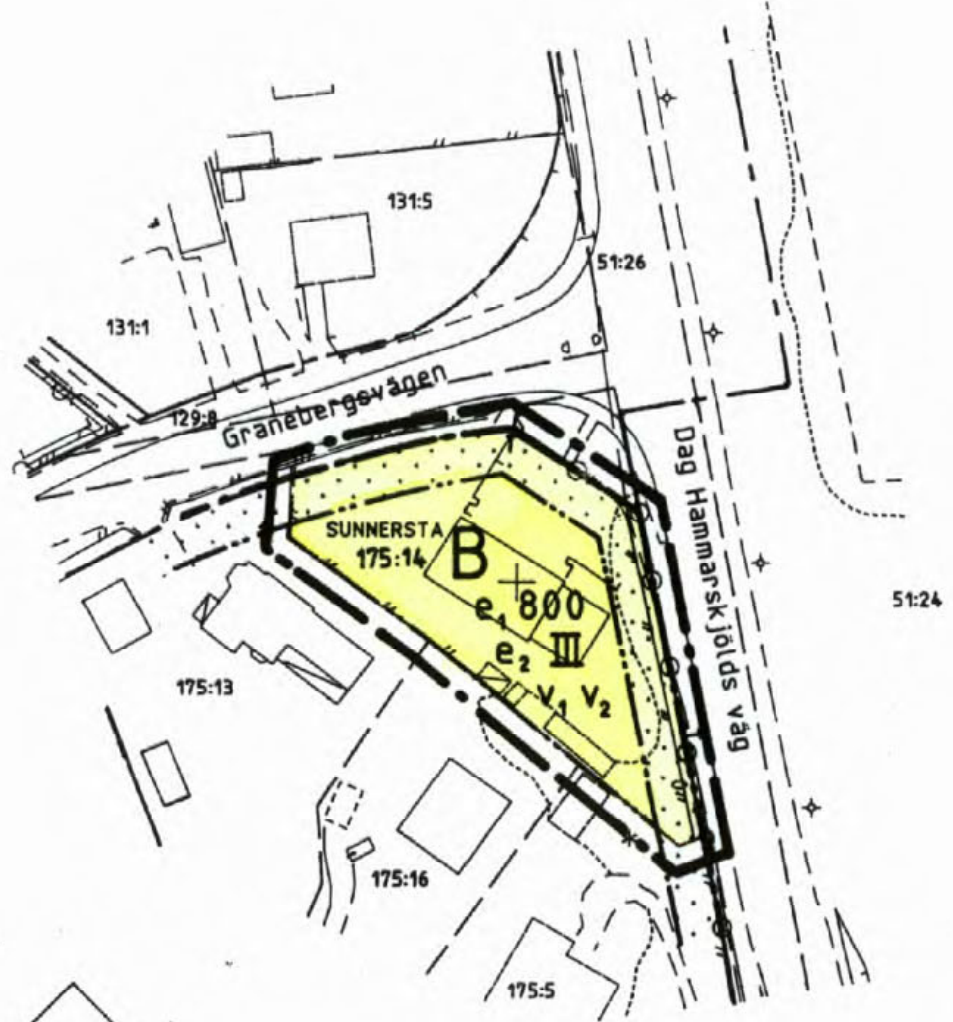 131:5
51:26
131:1
129:8
Granebergsvägen
Dag Hammarskjölds väg
SUNNERSTA
175:14
B
e₁ 800
e₂ III
v₁ v₂
51:24
175:13
175:16
175:5